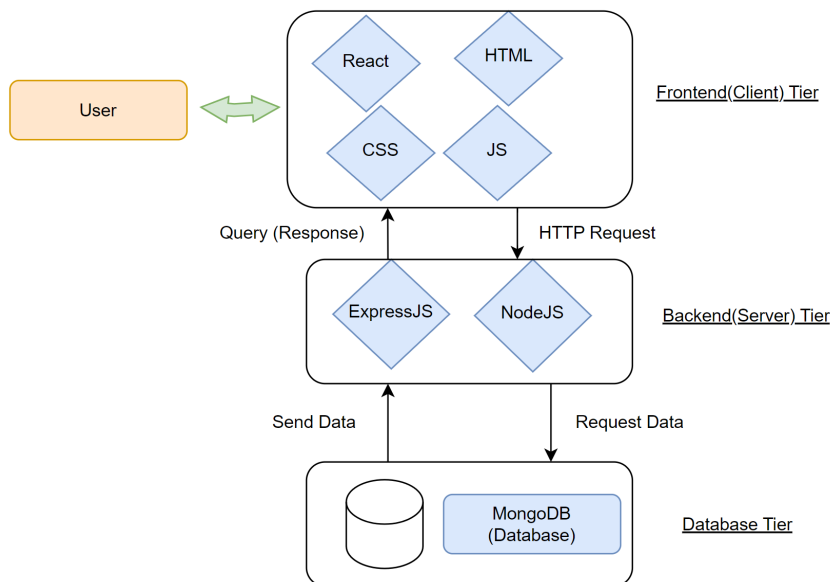 React
HTML
Frontend(Client) Tier
User
CSS
JS
Query (Response)
HTTP Request
ExpressJS
NodeJS
Backend(Server) Tier
Send Data
Request Data
MongoDB
(Database)
Database Tier